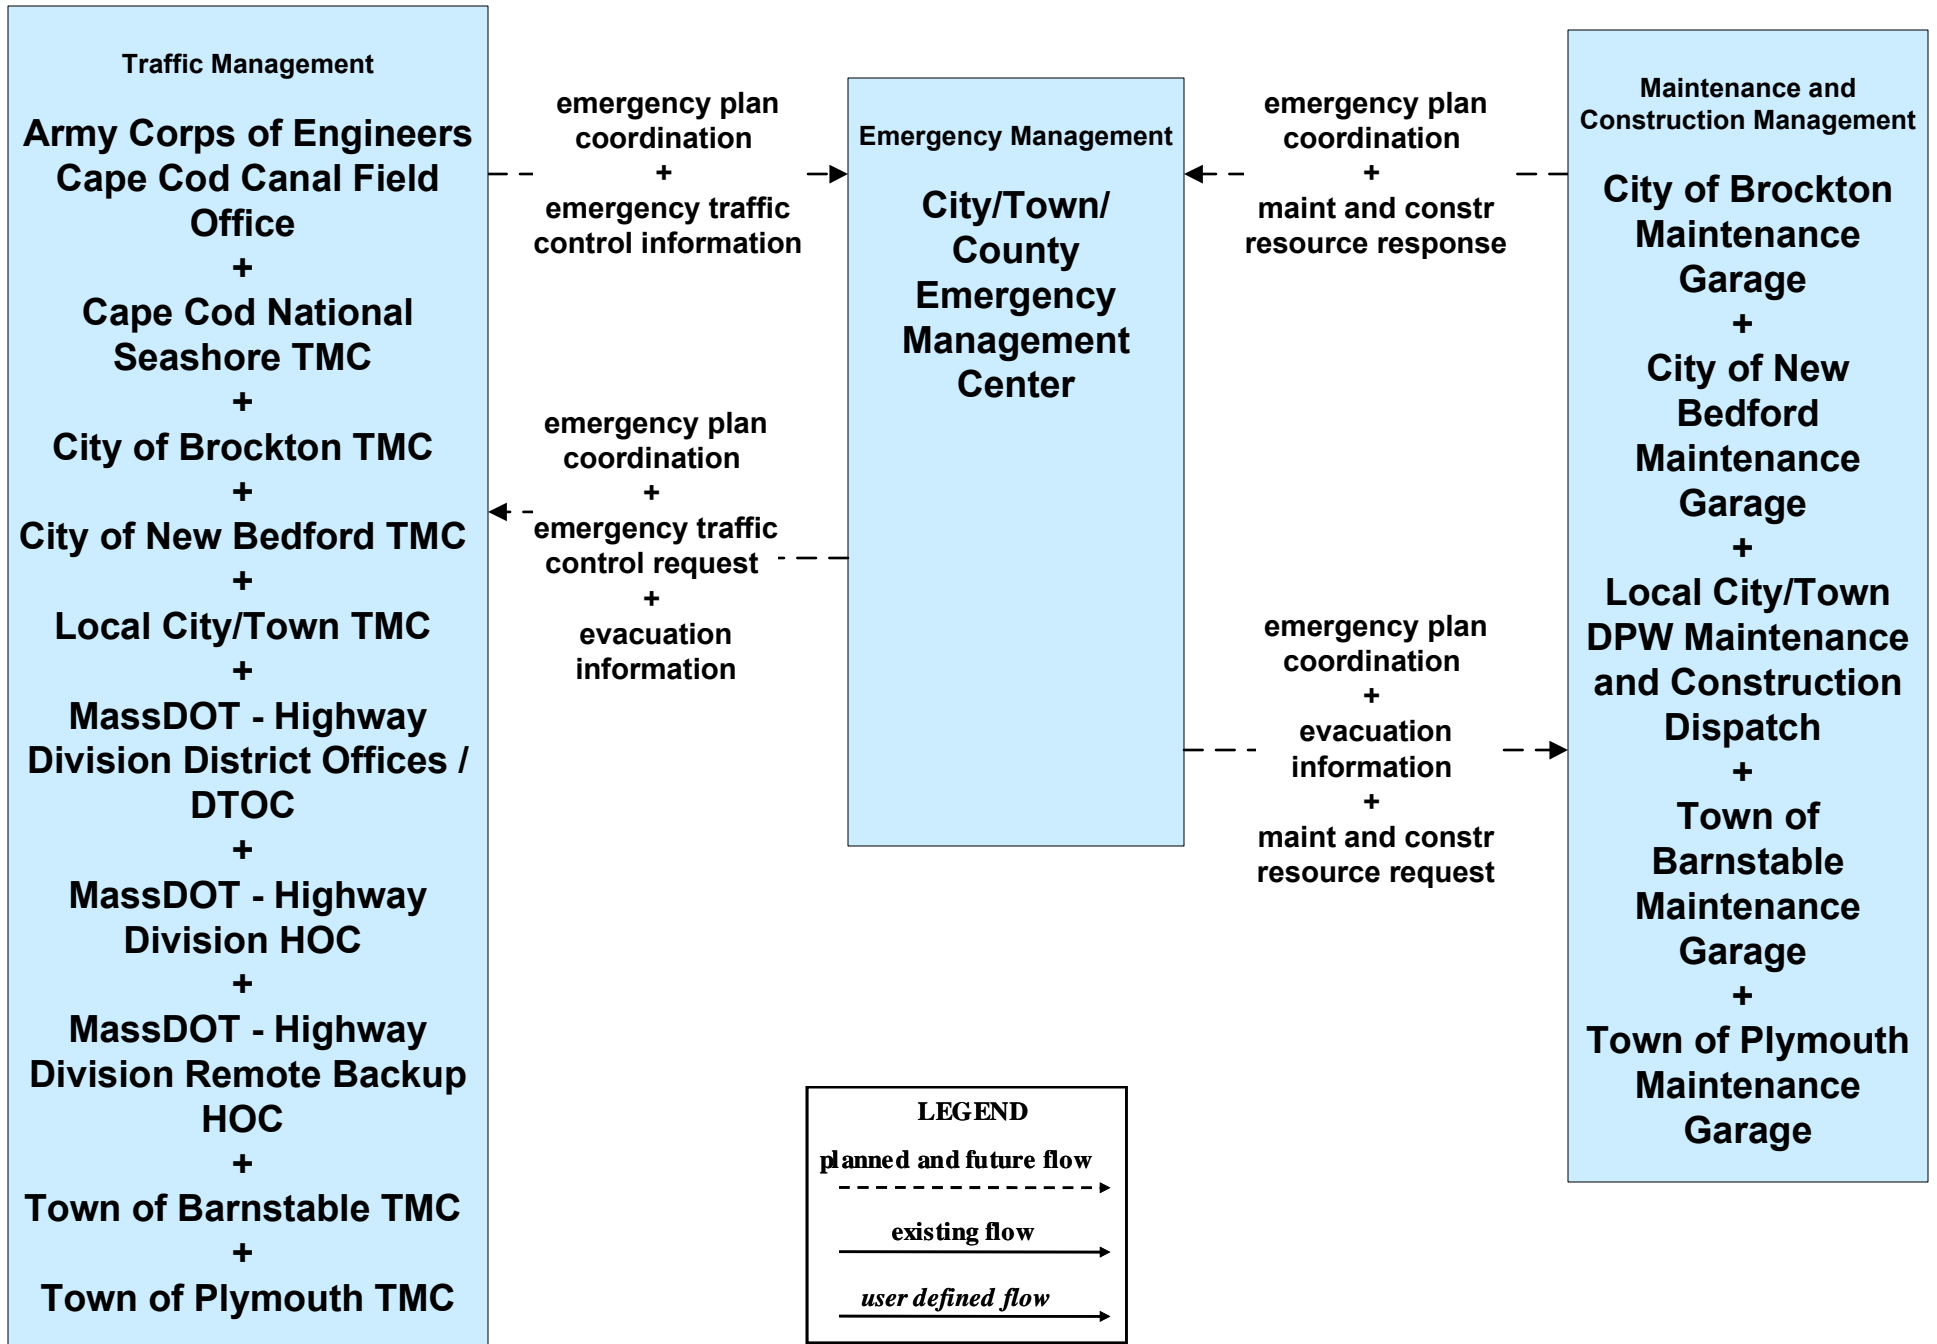 Traffic Management
Army Corps of Engineers
Cape Cod Canal Field
Office
+
Cape Cod National
Seashore TMC
+
City of Brockton TMC
+
City of New Bedford TMC
+
Local City/Town TMC
+
MassDOT - Highway
Division District Offices /
DTOC
+
MassDOT - Highway
Division HOC
+
MassDOT - Highway
Division Remote Backup
HOC
+
Town of Barnstable TMC
+
Town of Plymouth TMC
emergency plan
coordination
+
emergency traffic
control information
emergency plan
coordination
+
emergency traffic
control request
+
evacuation
information
Emergency Management
City/Town/
County
Emergency
Management
Center
emergency plan
coordination
+
maint and constr
resource response
emergency plan
coordination
+
evacuation
information
+
maint and constr
resource request
Maintenance and
Construction Management
City of Brockton
Maintenance
Garage
+
City of New
Bedford
Maintenance
Garage
+
Local City/Town
DPW Maintenance
and Construction
Dispatch
+
Town of
Barnstable
Maintenance
Garage
+
Town of Plymouth
Maintenance
Garage
LEGEND
planned and future flow
existing flow
user defined flow